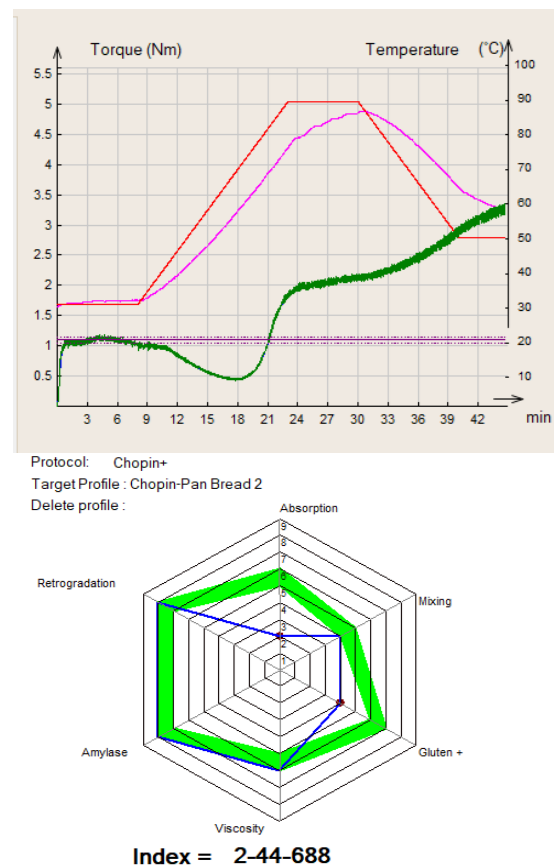 Torque (Nm) Temperature (°C)
100
5.5
90
5
4.5
80
4
70
3.5
60
3
2.5
50
2
40
1.5
30
1
20
0.5
10
3 6 9 12 15 18 21 24 27 30 33 36 39 42 min
Protocol: Chopin+
Target Profile : Chopin-Pan Bread 2
Delete profile :
Absorption
9
8
7
6
5
4
3
2
1
Retrogradation
Mixing
Amylase
Gluten +
Viscosity
Index = 2-44-688